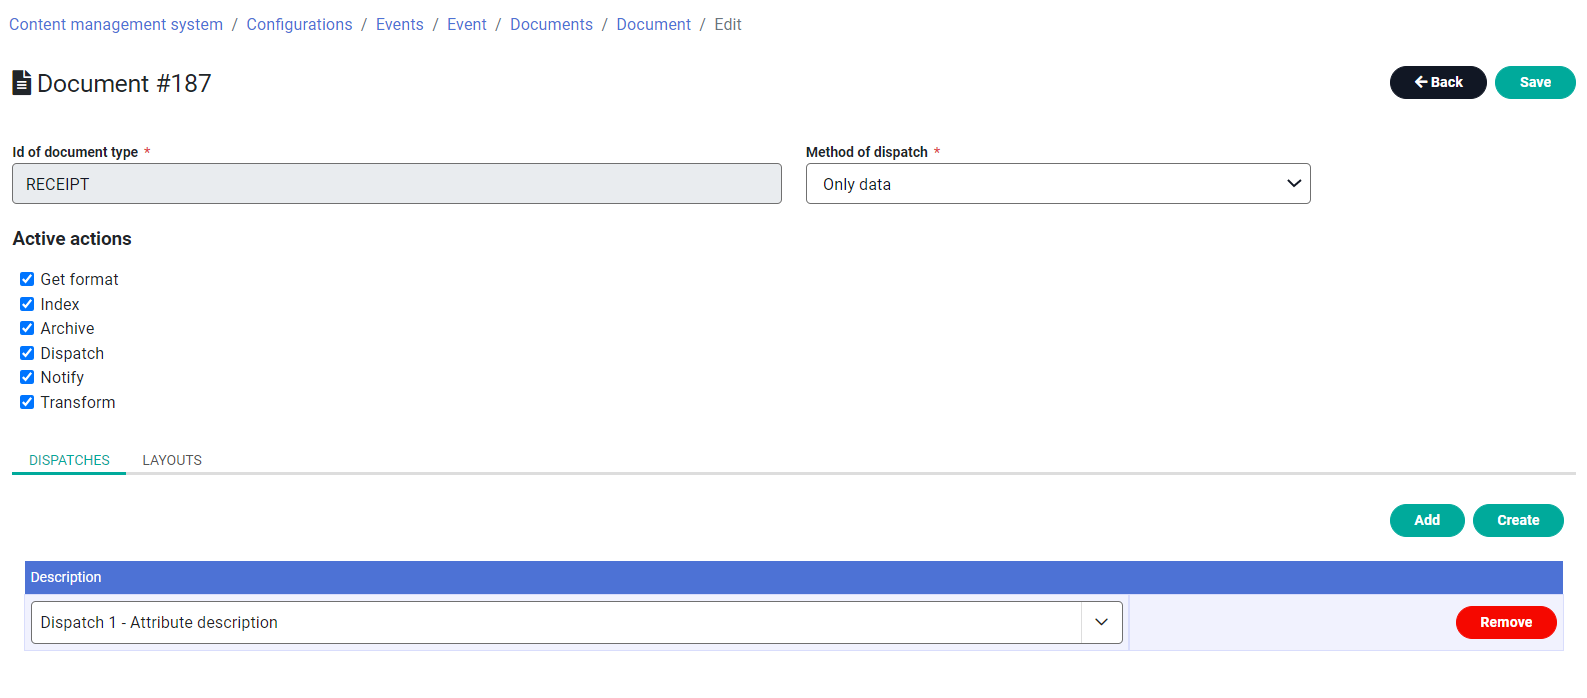 Content management system / Configurations / Events / Event / Documents / Document / Edit
Document #187
Back
Save
Id of document type *
Method of dispatch *
RECEIPT
Only data
Active actions
Get format
Index
Archive
Dispatch
Notify
Transform
DISPATCHES
LAYOUTS
Add
Create
Description
Dispatch 1 - Attribute description
Remove